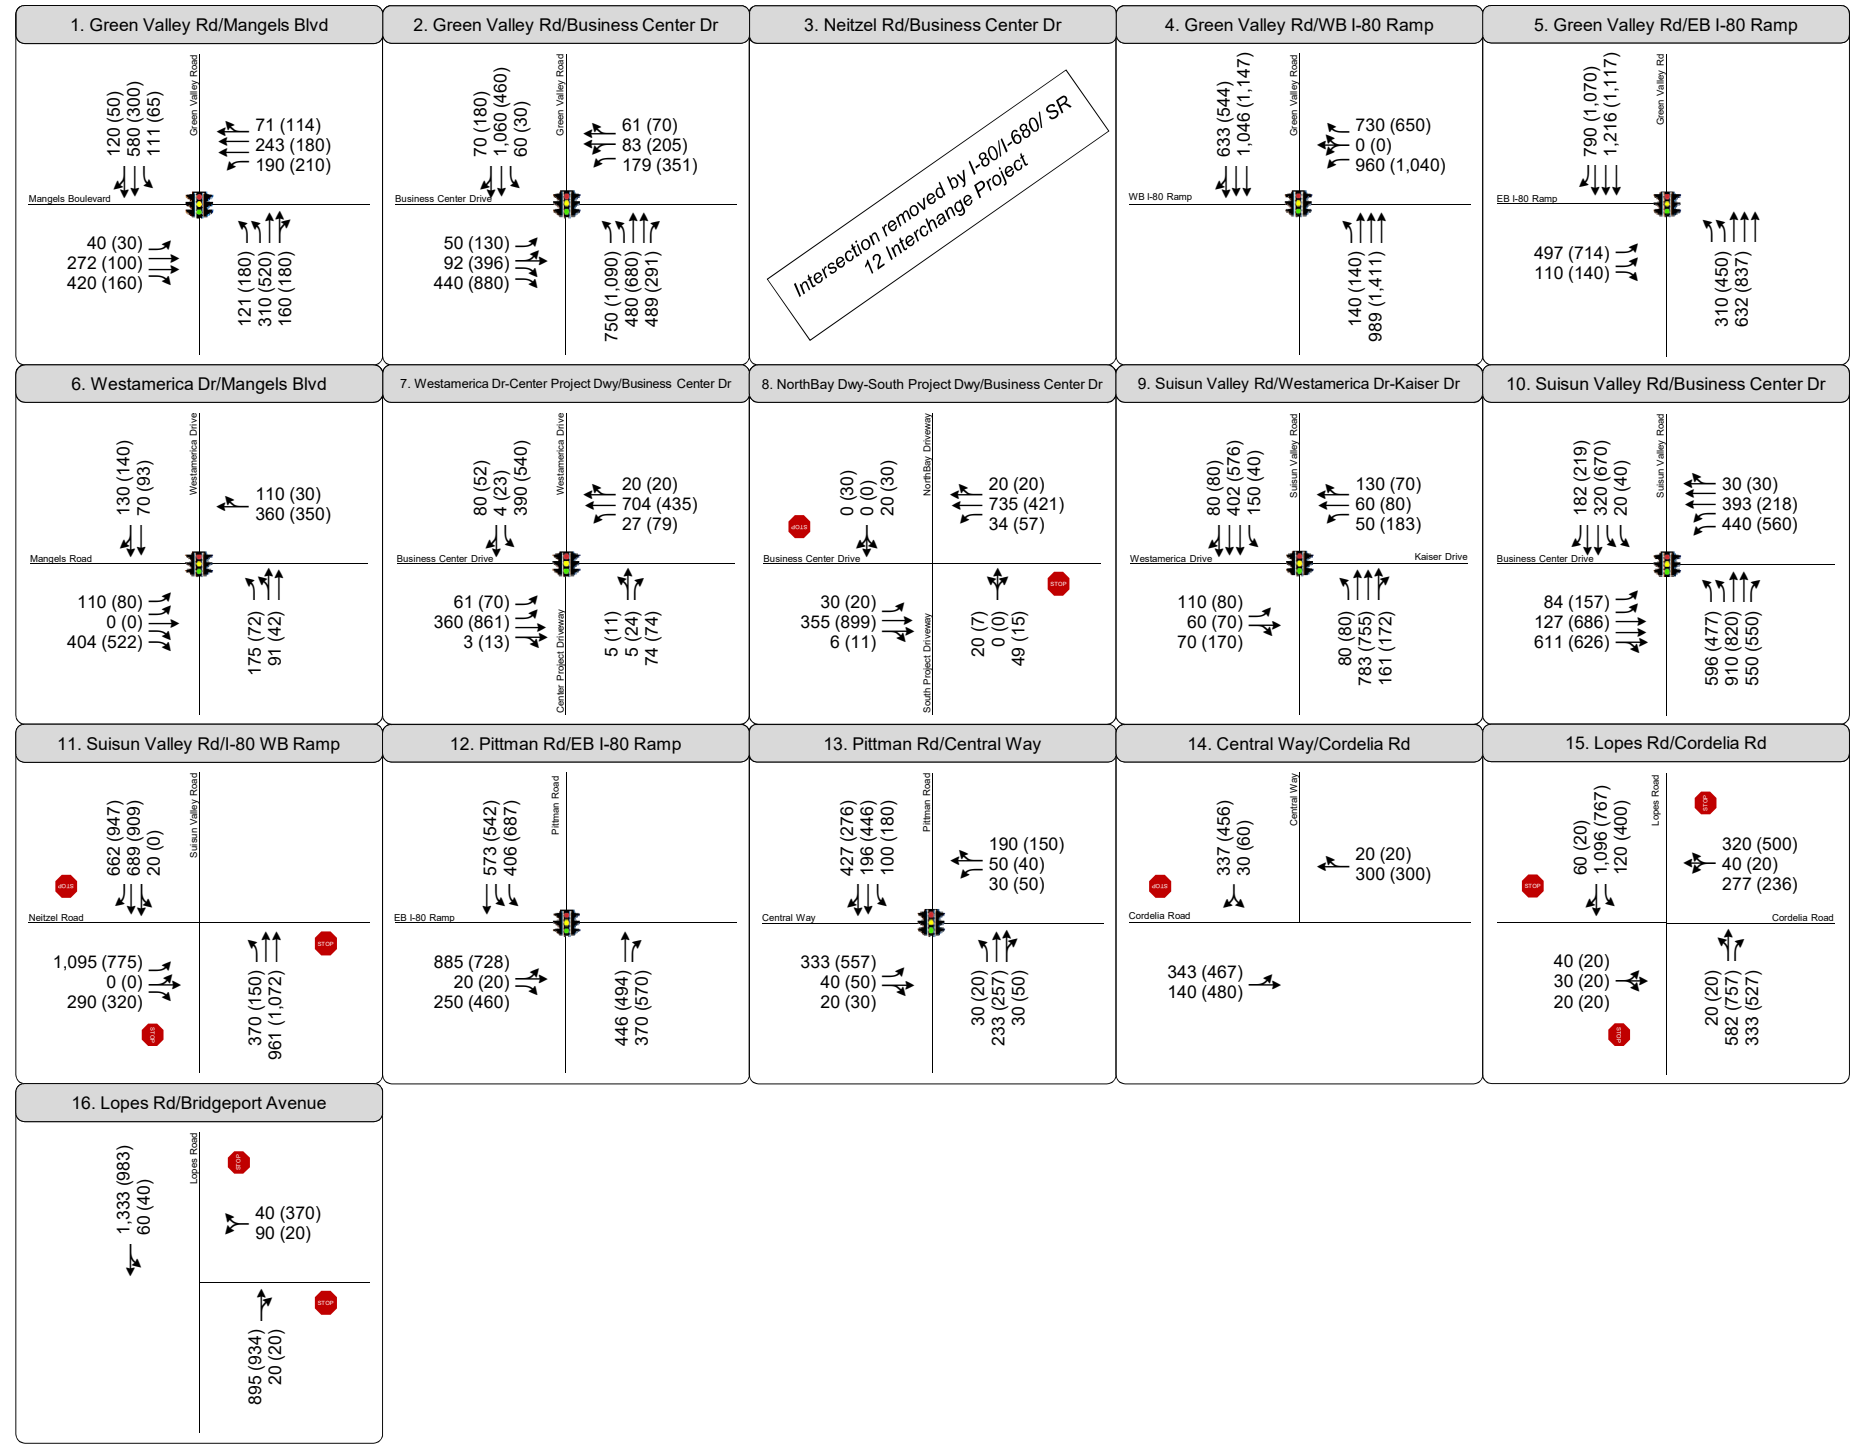 1. Green Valley Rd/Mangels Blvd
Green Valley Road
120 (50)
580 (300)
111 (65)
71 (114)
243 (180)
190 (210)
Mangels Boulevard
40 (30)
272 (100)
420 (160)
121 (180)
310 (520)
160 (180)
2. Green Valley Rd/Business Center Dr
Green Valley Road
70 (180)
1,060 (460)
60 (30)
61 (70)
83 (205)
179 (351)
Business Center Drive
50 (130)
92 (396)
440 (880)
750 (1,090)
480 (680)
489 (291)
3. Neitzel Rd/Business Center Dr
Intersection removed by I-80/I-680/ SR
12 Interchange Project
4. Green Valley Rd/WB I-80 Ramp
Green Valley Road
633 (544)
1,046 (1,147)
730 (650)
0 (0)
960 (1,040)
WB I-80 Ramp
140 (140)
989 (1,411)
5. Green Valley Rd/EB I-80 Ramp
Green Valley Rd
790 (1,070)
1,216 (1,117)
EB I-80 Ramp
497 (714)
110 (140)
310 (450)
632 (837)
6. Westamerica Dr/Mangels Blvd
Westamerica Drive
130 (140)
70 (93)
110 (30)
360 (350)
Mangels Road
110 (80)
0 (0)
404 (522)
175 (72)
91 (42)
7. Westamerica Dr-Center Project Dwy/Business Center Dr
Westamerica Drive
80 (52)
4 (23)
390 (540)
20 (20)
704 (435)
27 (79)
Business Center Drive
61 (70)
360 (861)
3 (13)
Center Project Driveway
5 (11)
5 (24)
74 (74)
8. NorthBay Dwy-South Project Dwy/Business Center Dr
NorthBay Driveway
0 (30)
0 (0)
20 (30)
STOP
20 (20)
735 (421)
34 (57)
Business Center Drive
STOP
30 (20)
355 (899)
6 (11)
South Project Driveway
20 (7)
0 (0)
49 (15)
9. Suisun Valley Rd/Westamerica Dr-Kaiser Dr
Suisun Valley Road
80 (80)
402 (576)
150 (40)
130 (70)
60 (80)
50 (183)
Westamerica Drive
Kaiser Drive
110 (80)
60 (70)
70 (170)
80 (80)
783 (755)
161 (172)
10. Suisun Valley Rd/Business Center Dr
Suisun Valley Road
182 (219)
320 (670)
20 (40)
30 (30)
393 (218)
440 (560)
Business Center Drive
84 (157)
127 (686)
611 (626)
596 (477)
910 (820)
550 (550)
11. Suisun Valley Rd/I-80 WB Ramp
Suisun Valley Road
662 (947)
689 (909)
20 (0)
STOP
Neitzel Road
STOP
1,095 (775)
0 (0)
290 (320)
STOP
370 (150)
961 (1,072)
12. Pittman Rd/EB I-80 Ramp
Pittman Road
573 (542)
406 (687)
EB I-80 Ramp
885 (728)
20 (20)
250 (460)
446 (494)
370 (570)
13. Pittman Rd/Central Way
Pittman Road
427 (276)
196 (446)
100 (180)
190 (150)
50 (40)
30 (50)
Central Way
333 (557)
40 (50)
20 (30)
30 (20)
233 (257)
30 (50)
14. Central Way/Cordelia Rd
Central Way
337 (456)
30 (60)
STOP
20 (20)
300 (300)
Cordelia Road
343 (467)
140 (480)
15. Lopes Rd/Cordelia Rd
Lopes Road
60 (20)
1,096 (767)
120 (400)
STOP
STOP
320 (500)
40 (20)
277 (236)
Cordelia Road
40 (20)
30 (20)
20 (20)
STOP
20 (20)
582 (757)
333 (527)
16. Lopes Rd/Bridgeport Avenue
Lopes Road
1,333 (983)
60 (40)
STOP
40 (370)
90 (20)
STOP
895 (934)
20 (20)